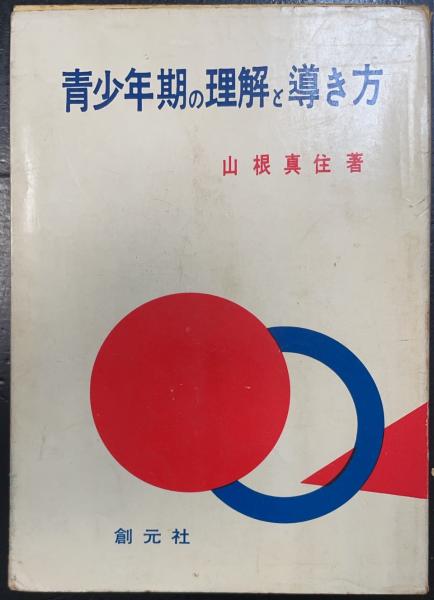 青少年期の理解と導き方
山根真住著
創元社